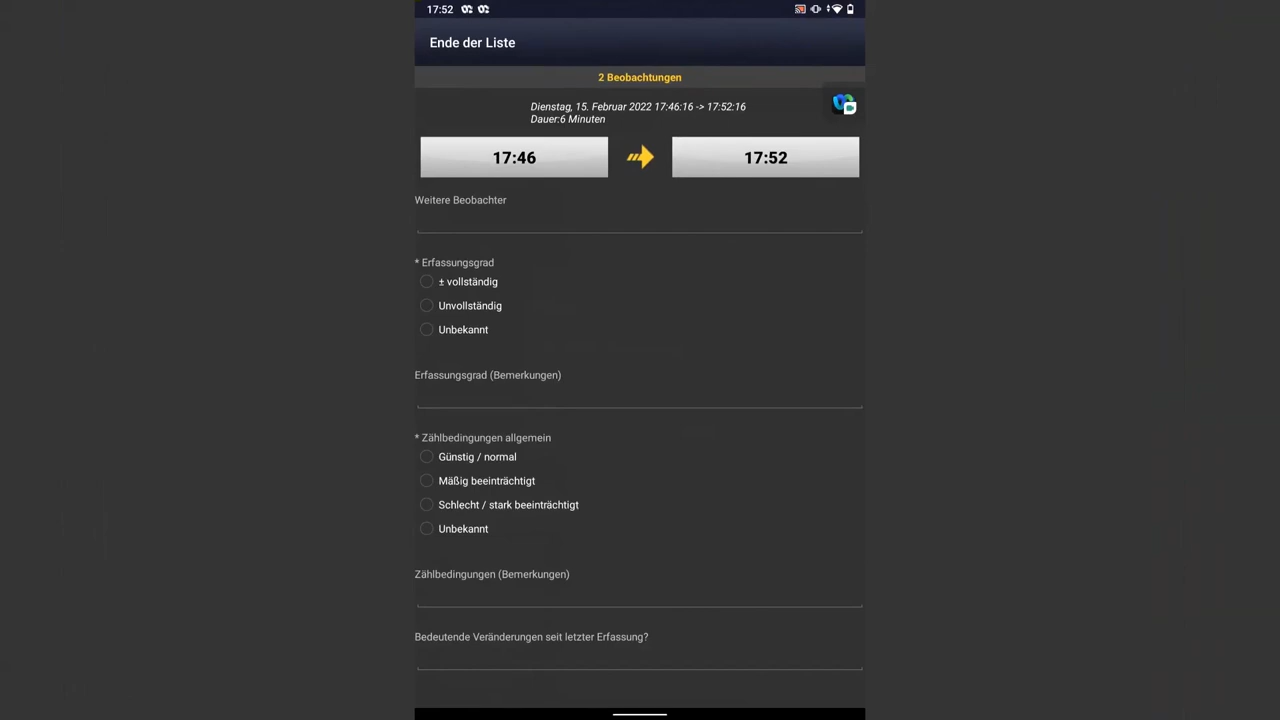 17:52
Ende der Liste
2 Beobachtungen
Dienstag, 15. Februar 2022 17:46:16 -> 17:52:16
Dauer:6 Minuten
17:46
17:52
Weitere Beobachter
* Erfassungsgrad
± vollständig
Unvollständig
Unbekannt
Erfassungsgrad (Bemerkungen)
* Zählbedingungen allgemein
Günstig / normal
Mäßig beeinträchtigt
Schlecht / stark beeinträchtigt
Unbekannt
Zählbedingungen (Bemerkungen)
Bedeutende Veränderungen seit letzter Erfassung?